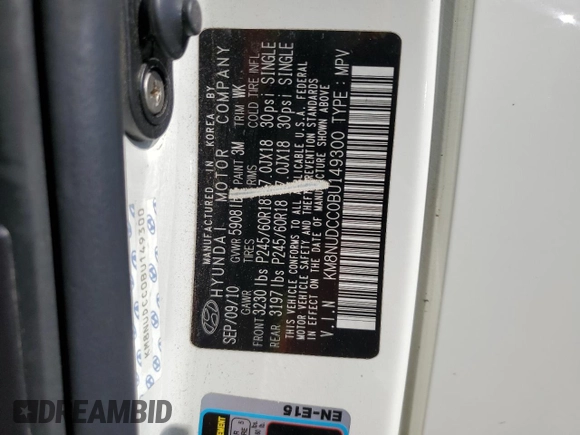 MANUFACTURED IN KOREA BY
HYUNDAI MOTOR COMPANY
SEP/09/10 GVWR 5908 PAINT 3M TRIM WK
GAWR TIRES RIMS COLD TIRE INFL.
FRONT 3230 lbs P245/60R18 7.0JX18 30psi SINGLE
REAR 3197 lbs P245/60R18 7.0JX18 30psi SINGLE
THIS VEHICLE CONFORMS TO ALL APPLICABLE U.S.A. FEDERAL
MOTOR VEHICLE SAFETY AND THEFT PREVENTION STANDARDS
IN EFFECT ON THE DATE OF MANUFACTURE SHOWN ABOVE
V.I.N KM8NUDCC0BU149300 TYPE : MPV
KM8NUDCC0BU149300
EN-E15
DREAMBID